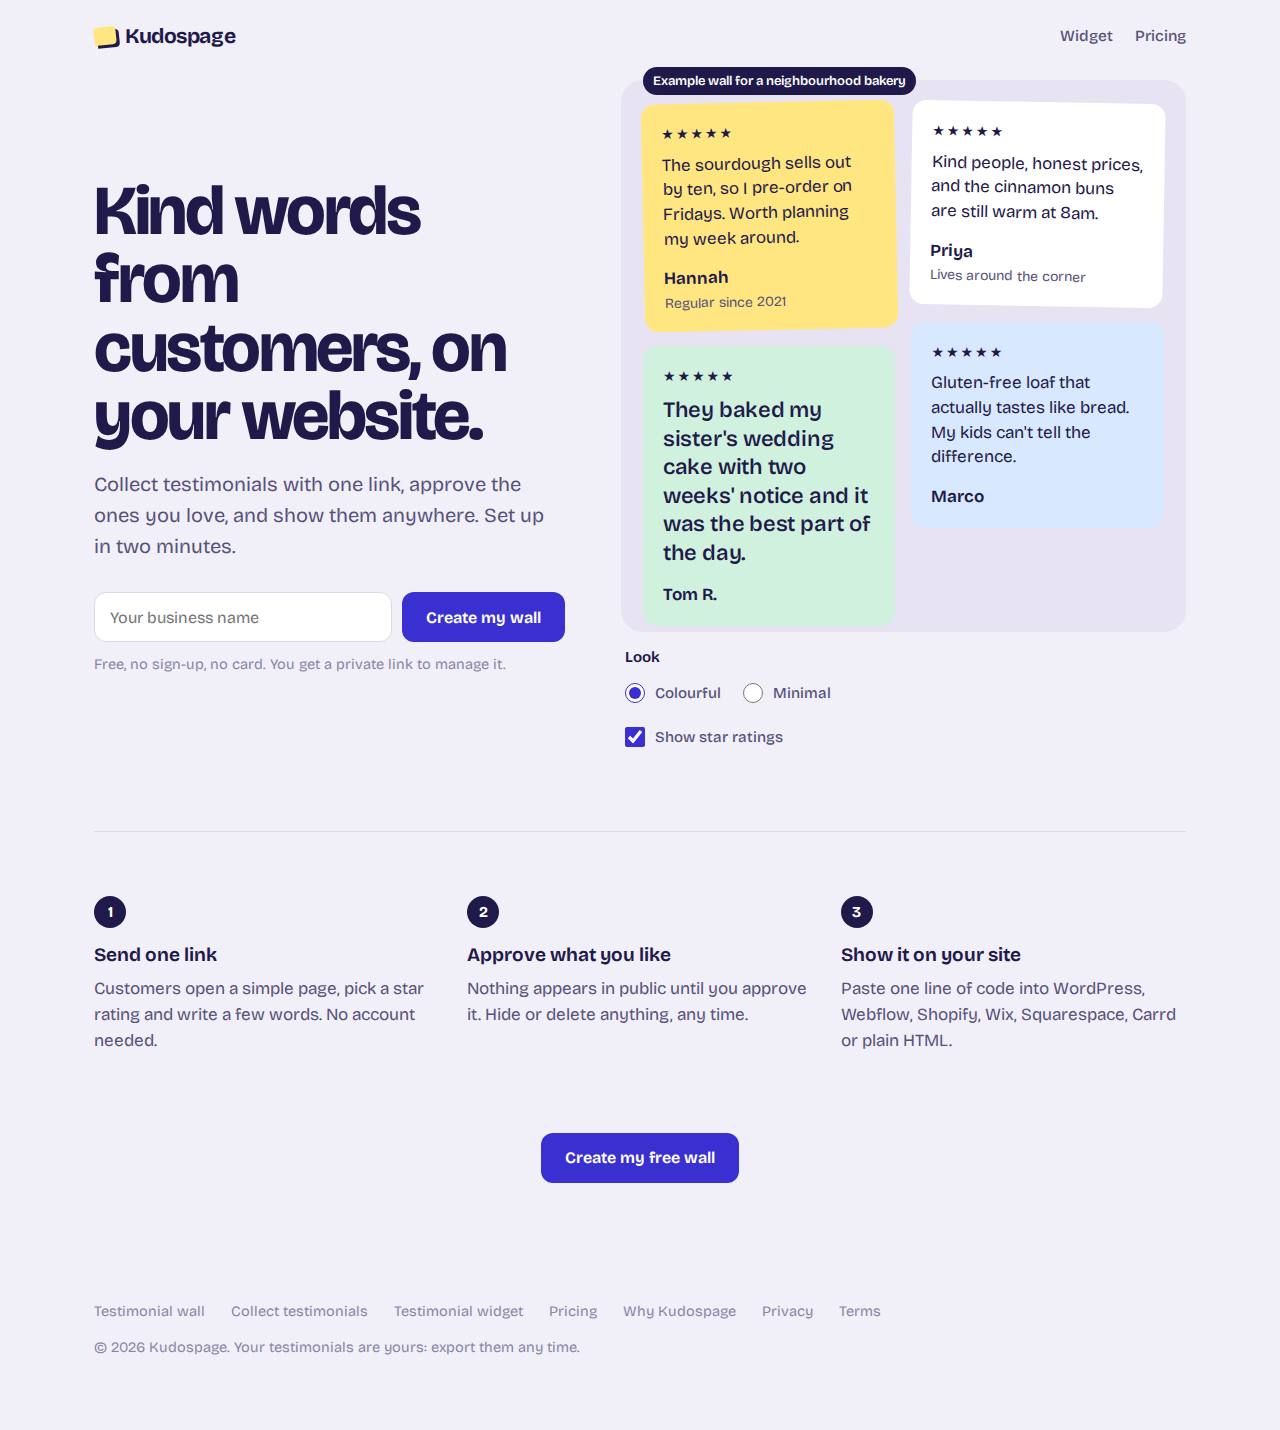 Kudospage
Widget
Pricing
Kind words
from
customers, on
your website.
Collect testimonials with one link, approve the
ones you love, and show them anywhere. Set up
in two minutes.
Your business name
Create my wall
Free, no sign-up, no card. You get a private link to manage it.
Example wall for a neighbourhood bakery
★★★★★
The sourdough sells out
by ten, so I pre-order on
Fridays. Worth planning
my week around.
Hannah
Regular since 2021
★★★★★
Kind people, honest prices,
and the cinnamon buns
are still warm at 8am.
Priya
Lives around the corner
★★★★★
They baked my
sister's wedding
cake with two
weeks' notice and it
was the best part of
the day.
Tom R.
★★★★★
Gluten-free loaf that
actually tastes like bread.
My kids can't tell the
difference.
Marco
Look
Colourful
Minimal
Show star ratings
1
Send one link
Customers open a simple page, pick a star
rating and write a few words. No account
needed.
2
Approve what you like
Nothing appears in public until you approve
it. Hide or delete anything, any time.
3
Show it on your site
Paste one line of code into WordPress,
Webflow, Shopify, Wix, Squarespace, Carrd
or plain HTML.
Create my free wall
Testimonial wall
Collect testimonials
Testimonial widget
Pricing
Why Kudospage
Privacy
Terms
© 2026 Kudospage. Your testimonials are yours: export them any time.